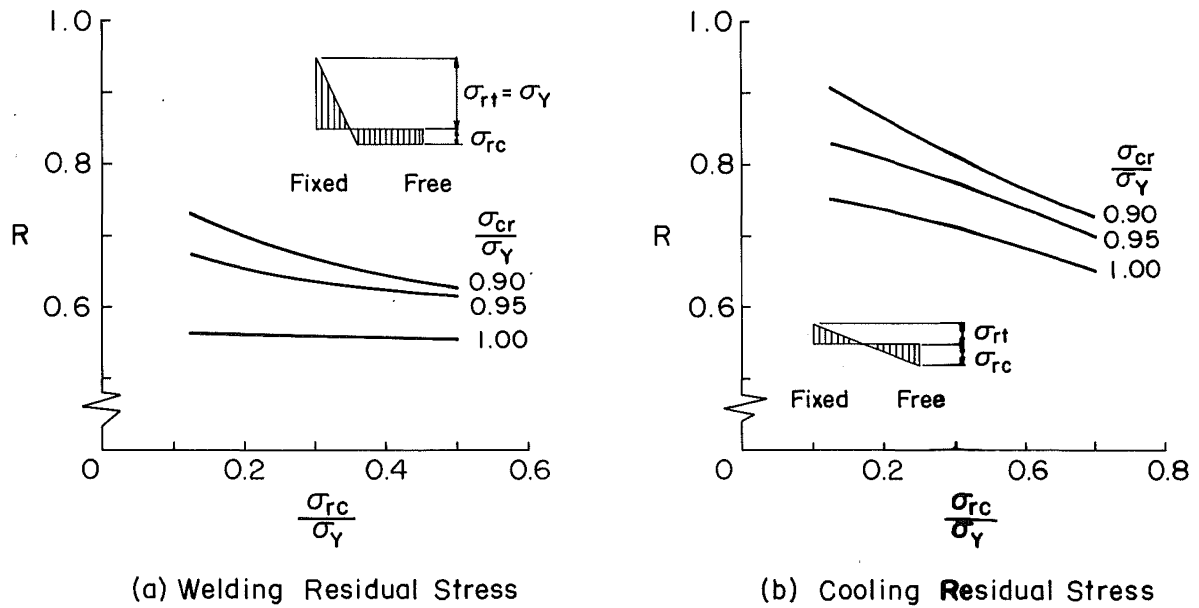 1.0
0.8
R
0.6
0
0.2
0.4
0.6
σrc
σY
σrt = σY
σrc
Fixed Free
σcr
σY
0.90
0.95
1.00
(a) Welding Residual Stress
1.0
0.8
R
0.6
0
0.2
0.4
0.6
0.8
σrc
σY
σcr
σY
0.90
0.95
1.00
σrt
σrc
Fixed Free
(b) Cooling Residual Stress